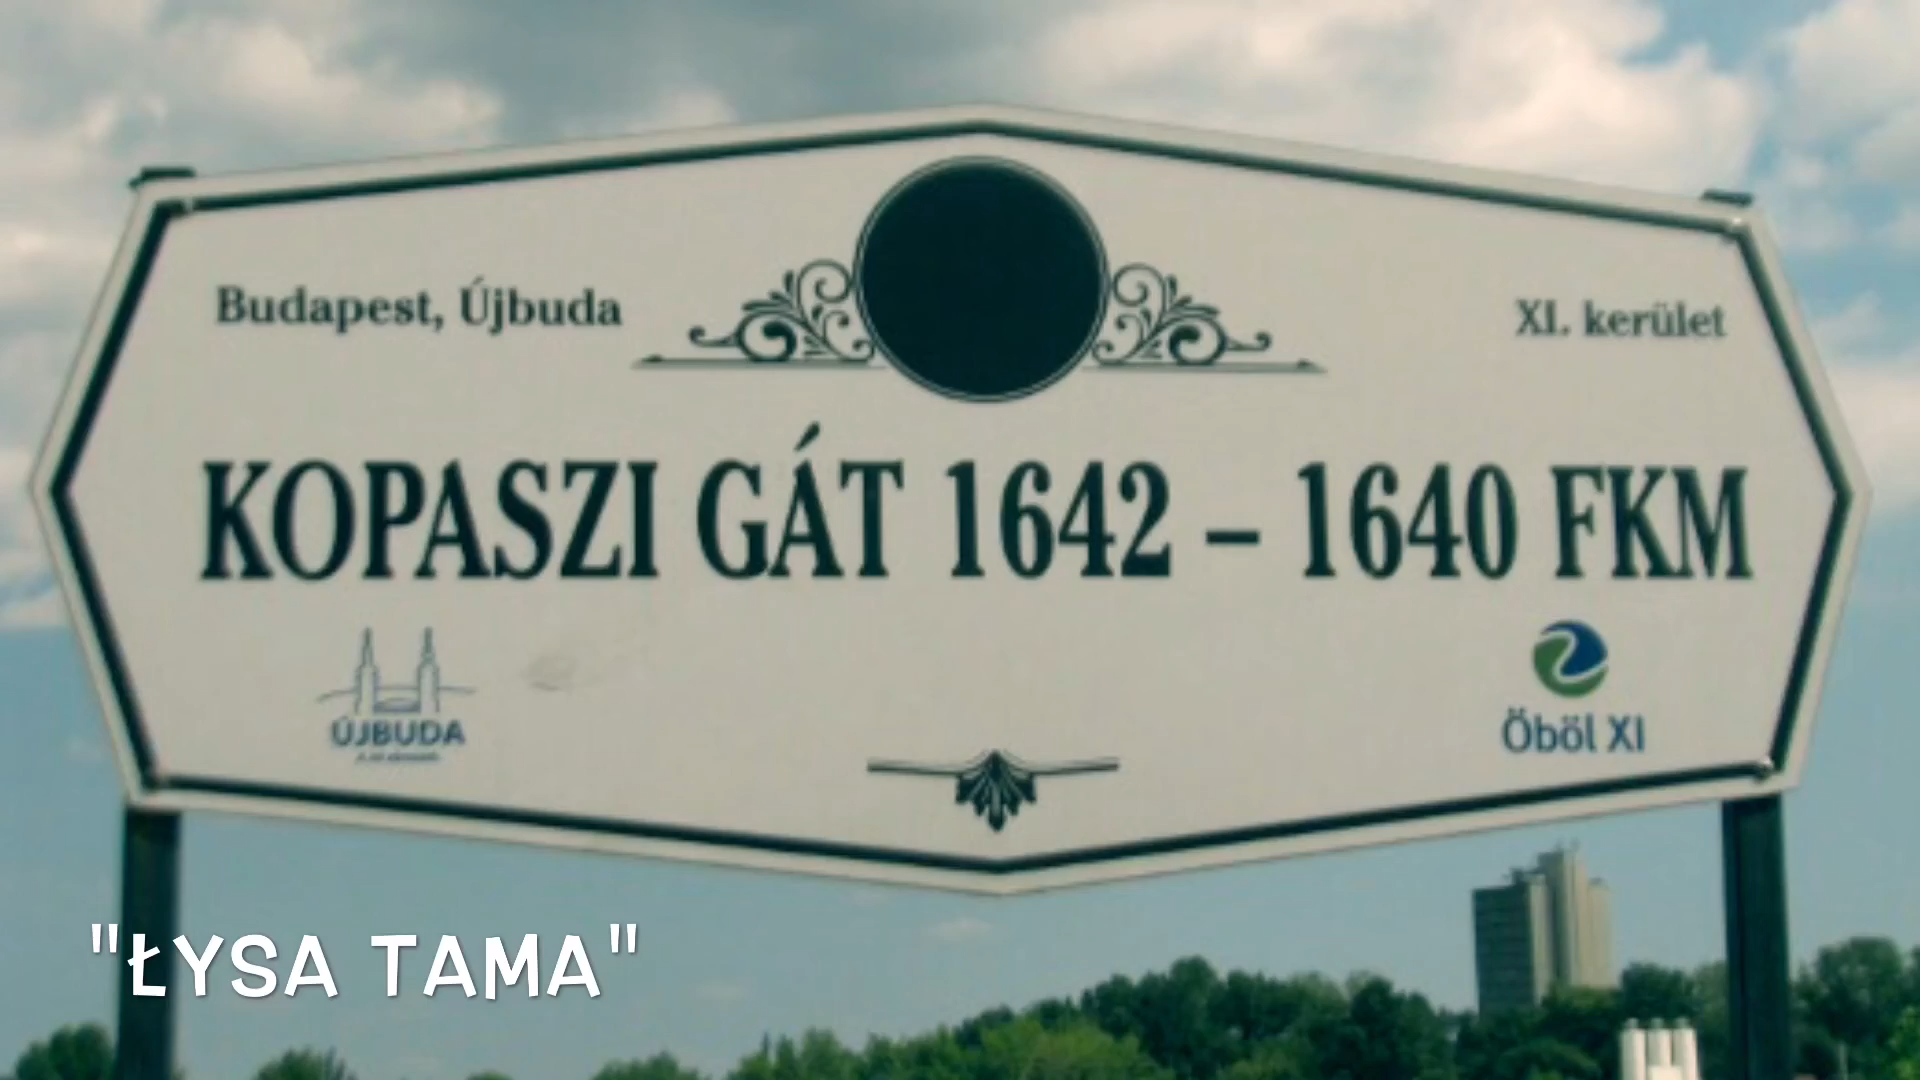 Budapest, Újbuda
XI. kerület
KOPASZI GÁT 1642 – 1640 FKM
ÚJBUDA
Öböl XI
"ŁYSA TAMA"